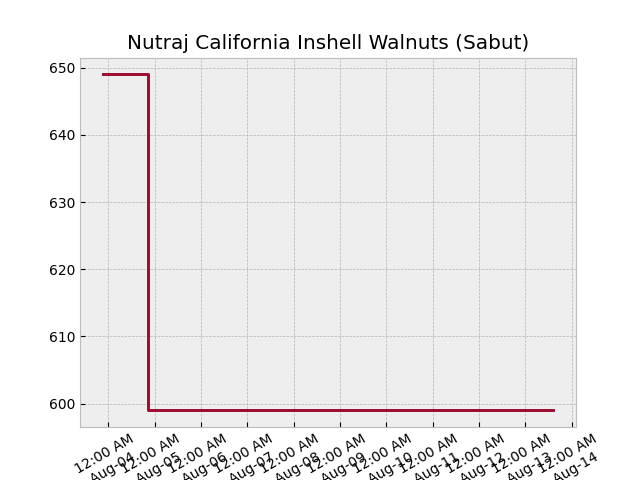 Nutraj California Inshell Walnuts (Sabut)
650
640
630
620
610
600
12:00 AM
Aug-04
12:00 AM
Aug-05
12:00 AM
Aug-06
12:00 AM
Aug-07
12:00 AM
Aug-08
12:00 AM
Aug-09
12:00 AM
Aug-10
12:00 AM
Aug-11
12:00 AM
Aug-12
12:00 AM
Aug-13
12:00 AM
Aug-14